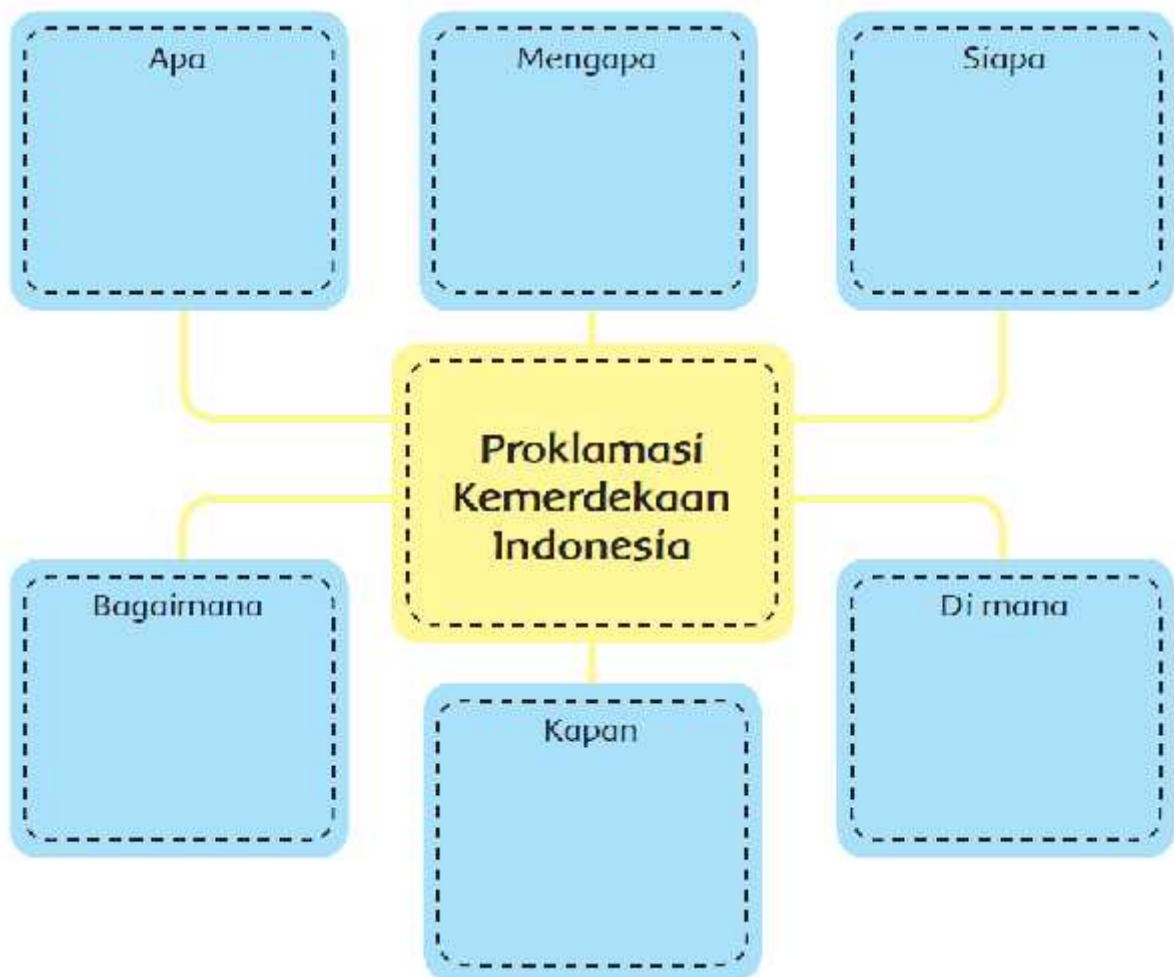 Apa
Mengapa
Siapa
Proklamasi
Kemerdekaan
Indonesia
Bagaimana
Di mana
Kapan